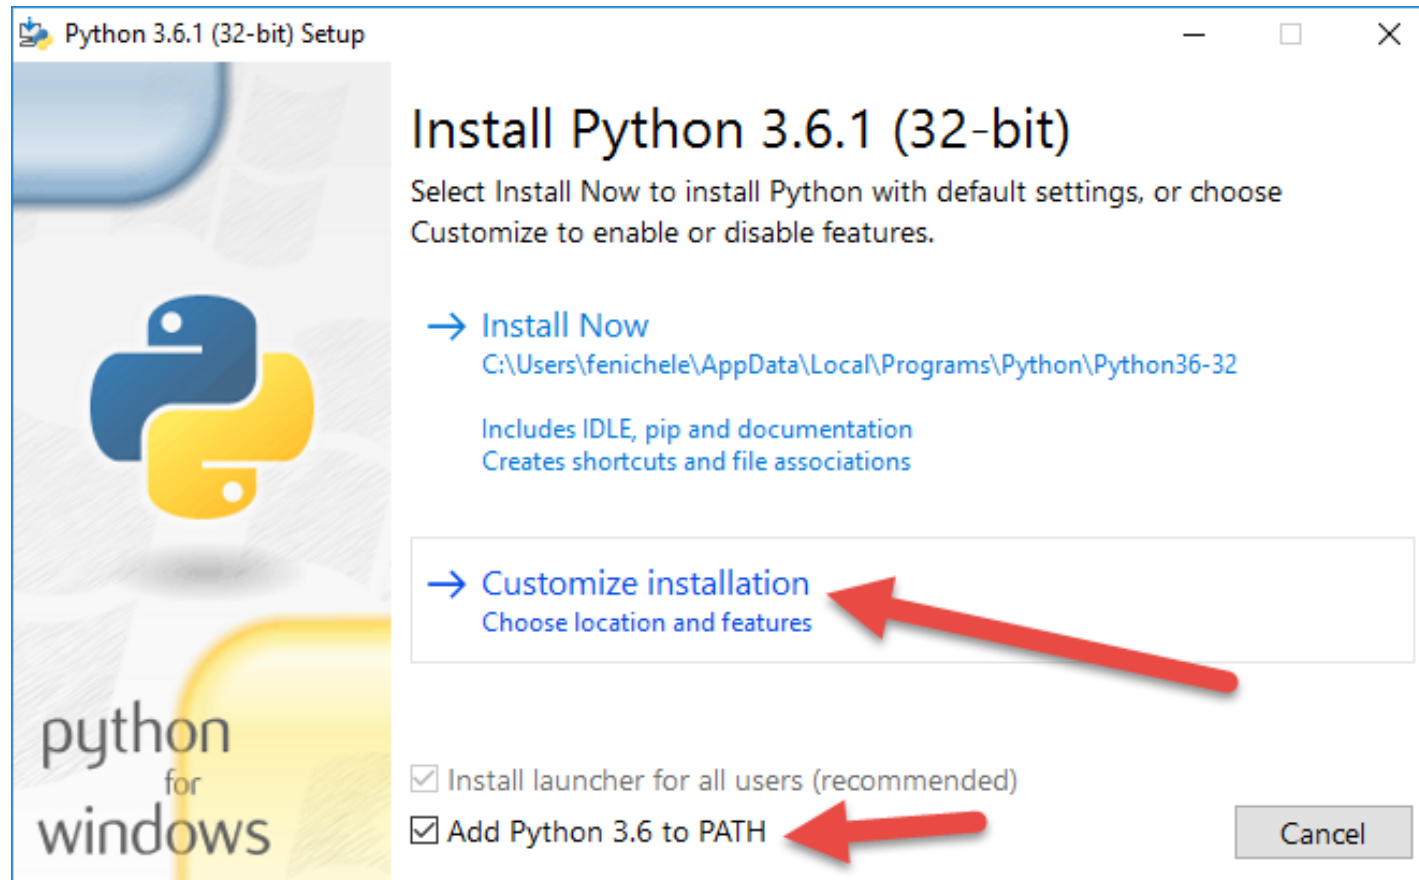 Python 3.6.1 (32-bit) Setup
Install Python 3.6.1 (32-bit)
Select Install Now to install Python with default settings, or choose
Customize to enable or disable features.
Install Now
C:\Users\fenichele\AppData\Local\Programs\Python\Python36-32
Includes IDLE, pip and documentation
Creates shortcuts and file associations
Customize installation
Choose location and features
python
for
windows
Install launcher for all users (recommended)
Add Python 3.6 to PATH
Cancel